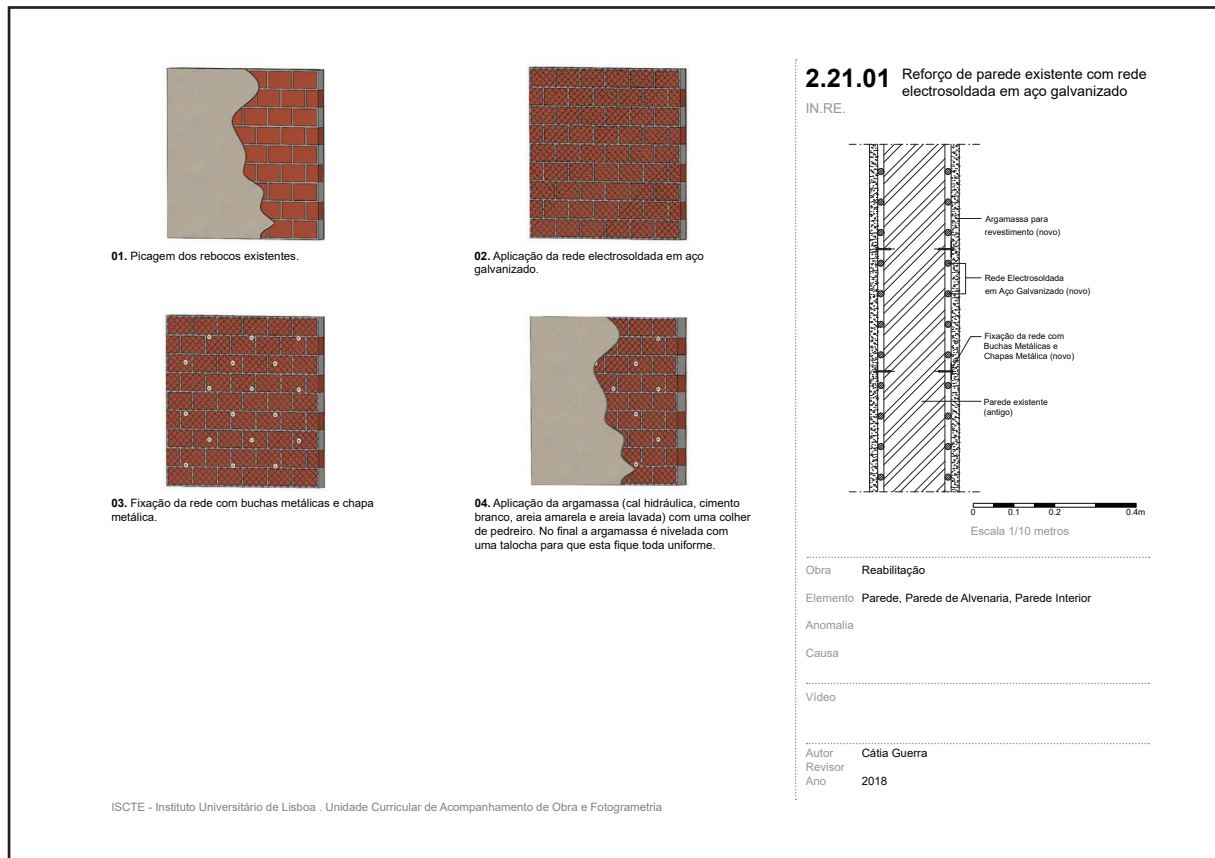 01. Picagem dos rebocos existentes.
02. Aplicação da rede electrosoldada em aço
galvanizado.
03. Fixação da rede com buchas metálicas e chapa
metálica.
04. Aplicação da argamassa (cal hidráulica, cimento
branco, areia amarela e areia lavada) com uma colher
de pedreiro. No final a argamassa é nivelada com
uma talocha para que esta fique toda uniforme.
2.21.01 Reforço de parede existente com rede
electrosoldada em aço galvanizado
IN.RE.
Argamassa para
revestimento (novo)
Rede Electrosoldada
em Aço Galvanizado (novo)
Fixação da rede com
Buchas Metálicas e
Chapas Metálica (novo)
Parede existente
(antigo)
0 0.1 0.2 0.4m
Escala 1/10 metros
Obra Reabilitação
Elemento Parede, Parede de Alvenaria, Parede Interior
Anomalia
Causa
Vídeo
Autor Cátia Guerra
Revisor
Ano 2018
ISCTE - Instituto Universitário de Lisboa . Unidade Curricular de Acompanhamento de Obra e Fotogrametria